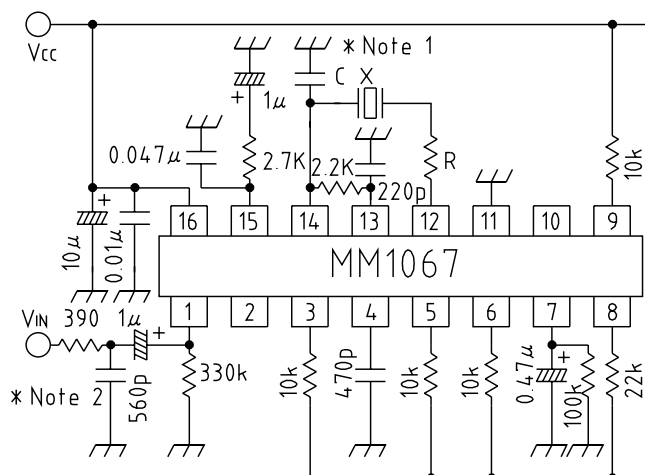 Vcc
* Note 1
C X
+ 1μ
0.047μ
2.7K
2.2K
R
10k
220p
+
10μ
0.01μ
16 15 14 13 12 11 10 9
MM1067
1 2 3 4 5 6 7 8
VIN 390 1μ +
560p
* Note 2
330k
10k
470p
10k
10k
0.47μ
+
100k
22k